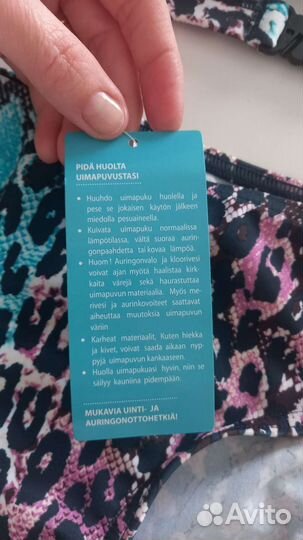 PIDÄ HUOLTA
UIMAPUVUSTASI
• Huuhdo uimapuku huolella ja
pese se jokaisen käytön jälkeen
miedolla pesuaineella.
• Kuivata uimapuku normaalissa
lämpötilassa, vältä suoraa aurin-
gonpaahdetta tai kovaa lämpöä.
• Huom! Auringonvalo ja kloorivesi
voivat ajan myötä haalistaa kirk
kaita värejä sekä haurastuttaa
uimapuvun materiaalia. Myös me-
rivesi ja aurinkovoiteet saattavat
aiheuttaa muutoksia uimapuvun
väriin
• Karheat materiaalit, Kuten hiekka
ja kivet, voivat saada aikaan nyp-
pyjä uimapuvun kankaaseen.
• Huolla uimapukuasi hyvin, niin se
säilyy kauniina pidempään.
MUKAVIA UINTI- JA
AURINGONOTTOHETKIÄ!
Avito